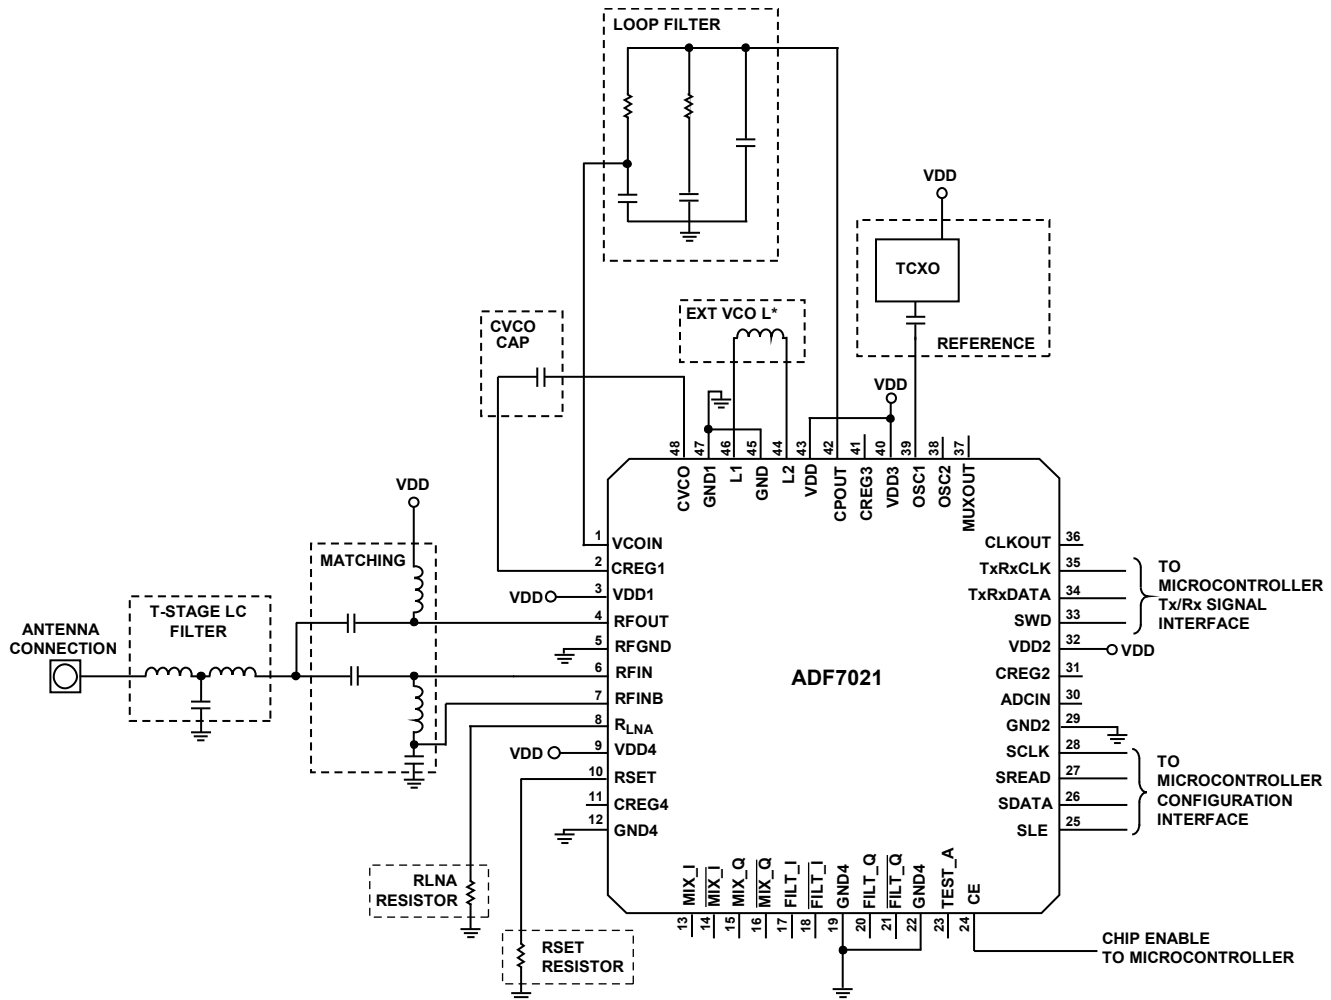 LOOP FILTER
VDD
TCXO
REFERENCE
CVCO
CAP
EXT VCO L*
VDD
48
47
46
45
44
43
42
41
40
39
38
37
CVCO
GND1
L1
GND
L2
VDD
CPOUT
CREG3
VDD3
OSC1
OSC2
MUXOUT
VDD
MATCHING
T-STAGE LC
FILTER
ANTENNA
CONNECTION
1 VCOIN
2 CREG1
VDD 3 VDD1
4 RFOUT
5 RFGND
6 RFIN
7 RFINB
8 RLNA
VDD 9 VDD4
10 RSET
11 CREG4
12 GND4
ADF7021
CLKOUT 36
TxRxCLK 35
TxRxDATA 34
SWD 33
VDD2 32 VDD
CREG2 31
ADCIN 30
GND2 29
SCLK 28
SREAD 27
SDATA 26
SLE 25
TO
MICROCONTROLLER
Tx/Rx SIGNAL
INTERFACE
TO
MICROCONTROLLER
CONFIGURATION
INTERFACE
RLNA
RESISTOR
RSET
RESISTOR
MIX_I
MIX_I
MIX_Q
MIX_Q
FILT_I
FILT_I
GND4
FILT_Q
FILT_Q
GND4
TEST_A
CE
13
14
15
16
17
18
19
20
21
22
23
24
CHIP ENABLE
TO MICROCONTROLLER